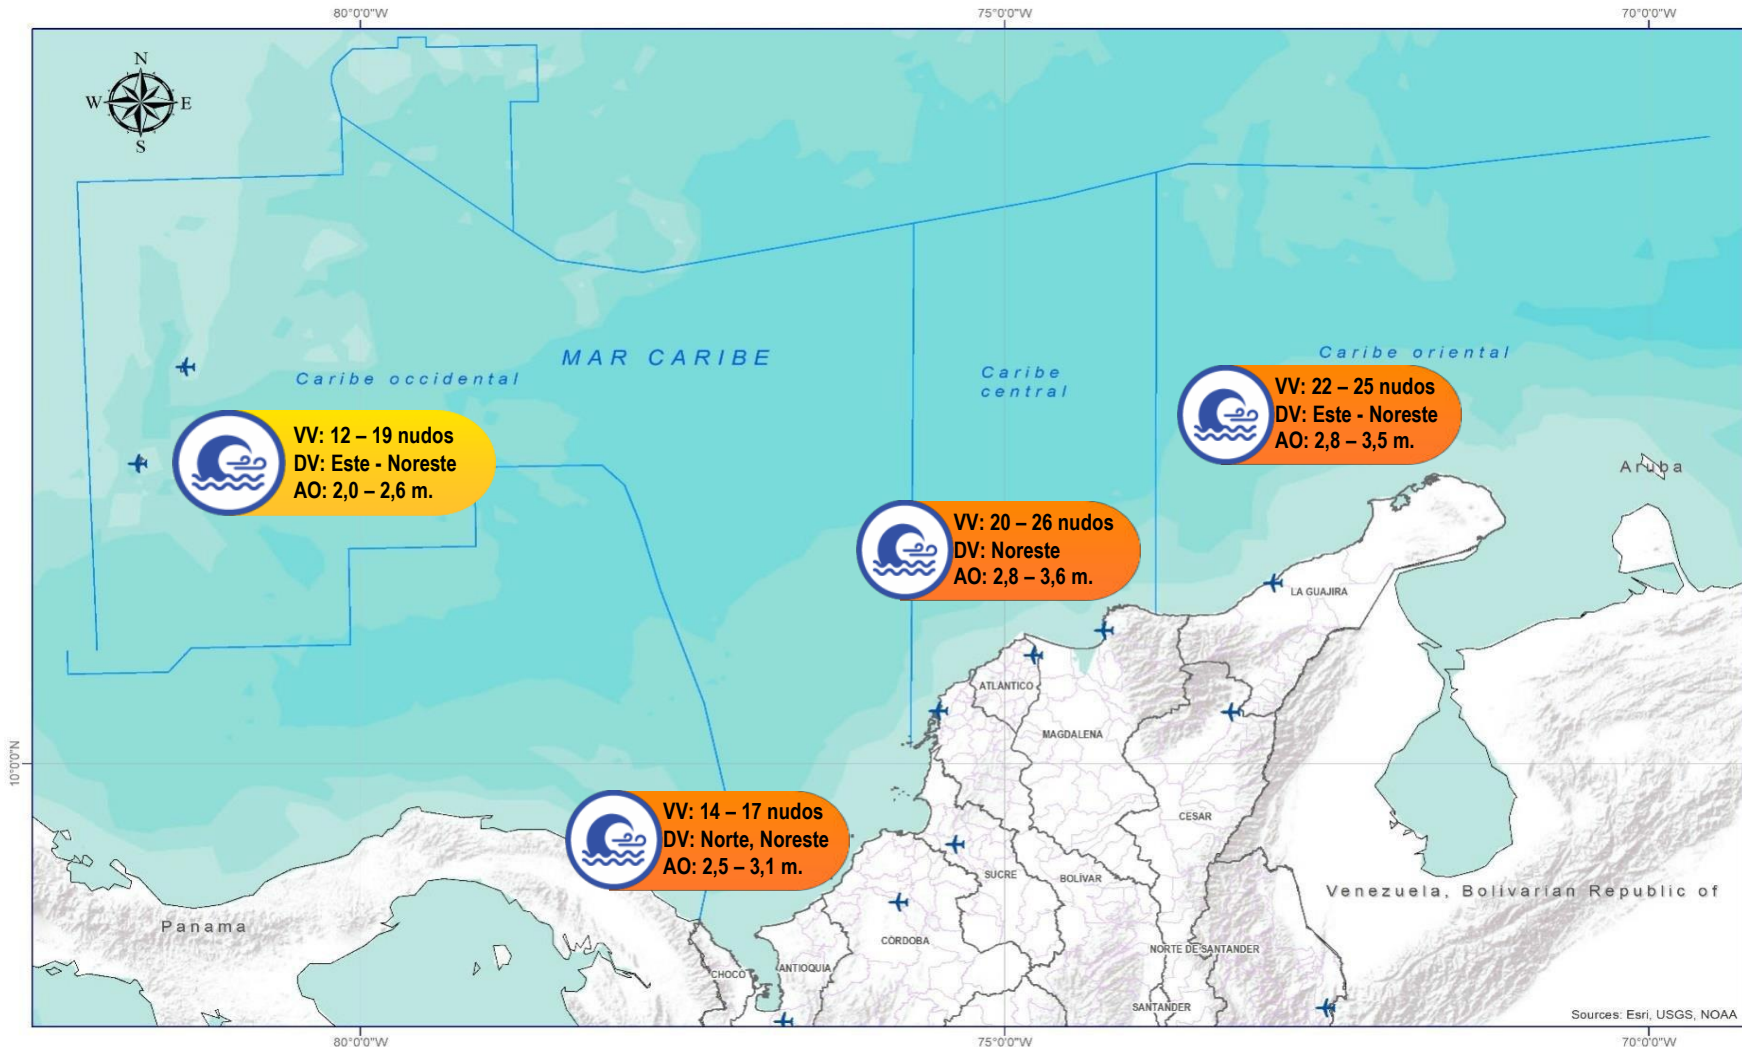 80°0'0"W
75°0'0"W
70°0'0"W
N
W
E
S
MAR CARIBE
Caribe occidental
Caribe
central
Caribe oriental
VV: 22 – 25 nudos
DV: Este - Noreste
AO: 2,8 – 3,5 m.
VV: 12 – 19 nudos
DV: Este - Noreste
AO: 2,0 – 2,6 m.
Aruba
VV: 20 – 26 nudos
DV: Noreste
AO: 2,8 – 3,6 m.
LA GUAJIRA
ATLANTICO
MAGDALENA
10°0'0"N
VV: 14 – 17 nudos
DV: Norte, Noreste
AO: 2,5 – 3,1 m.
CESAR
SUCRE
BOLÍVAR
Venezuela, Bolivarian Republic of
Panama
CÓRDOBA
NORTE DE SANTANDER
CHOCO
ANTIOQUIA
SANTANDER
Sources: Esri, USGS, NOAA
80°0'0"W
75°0'0"W
70°0'0"W